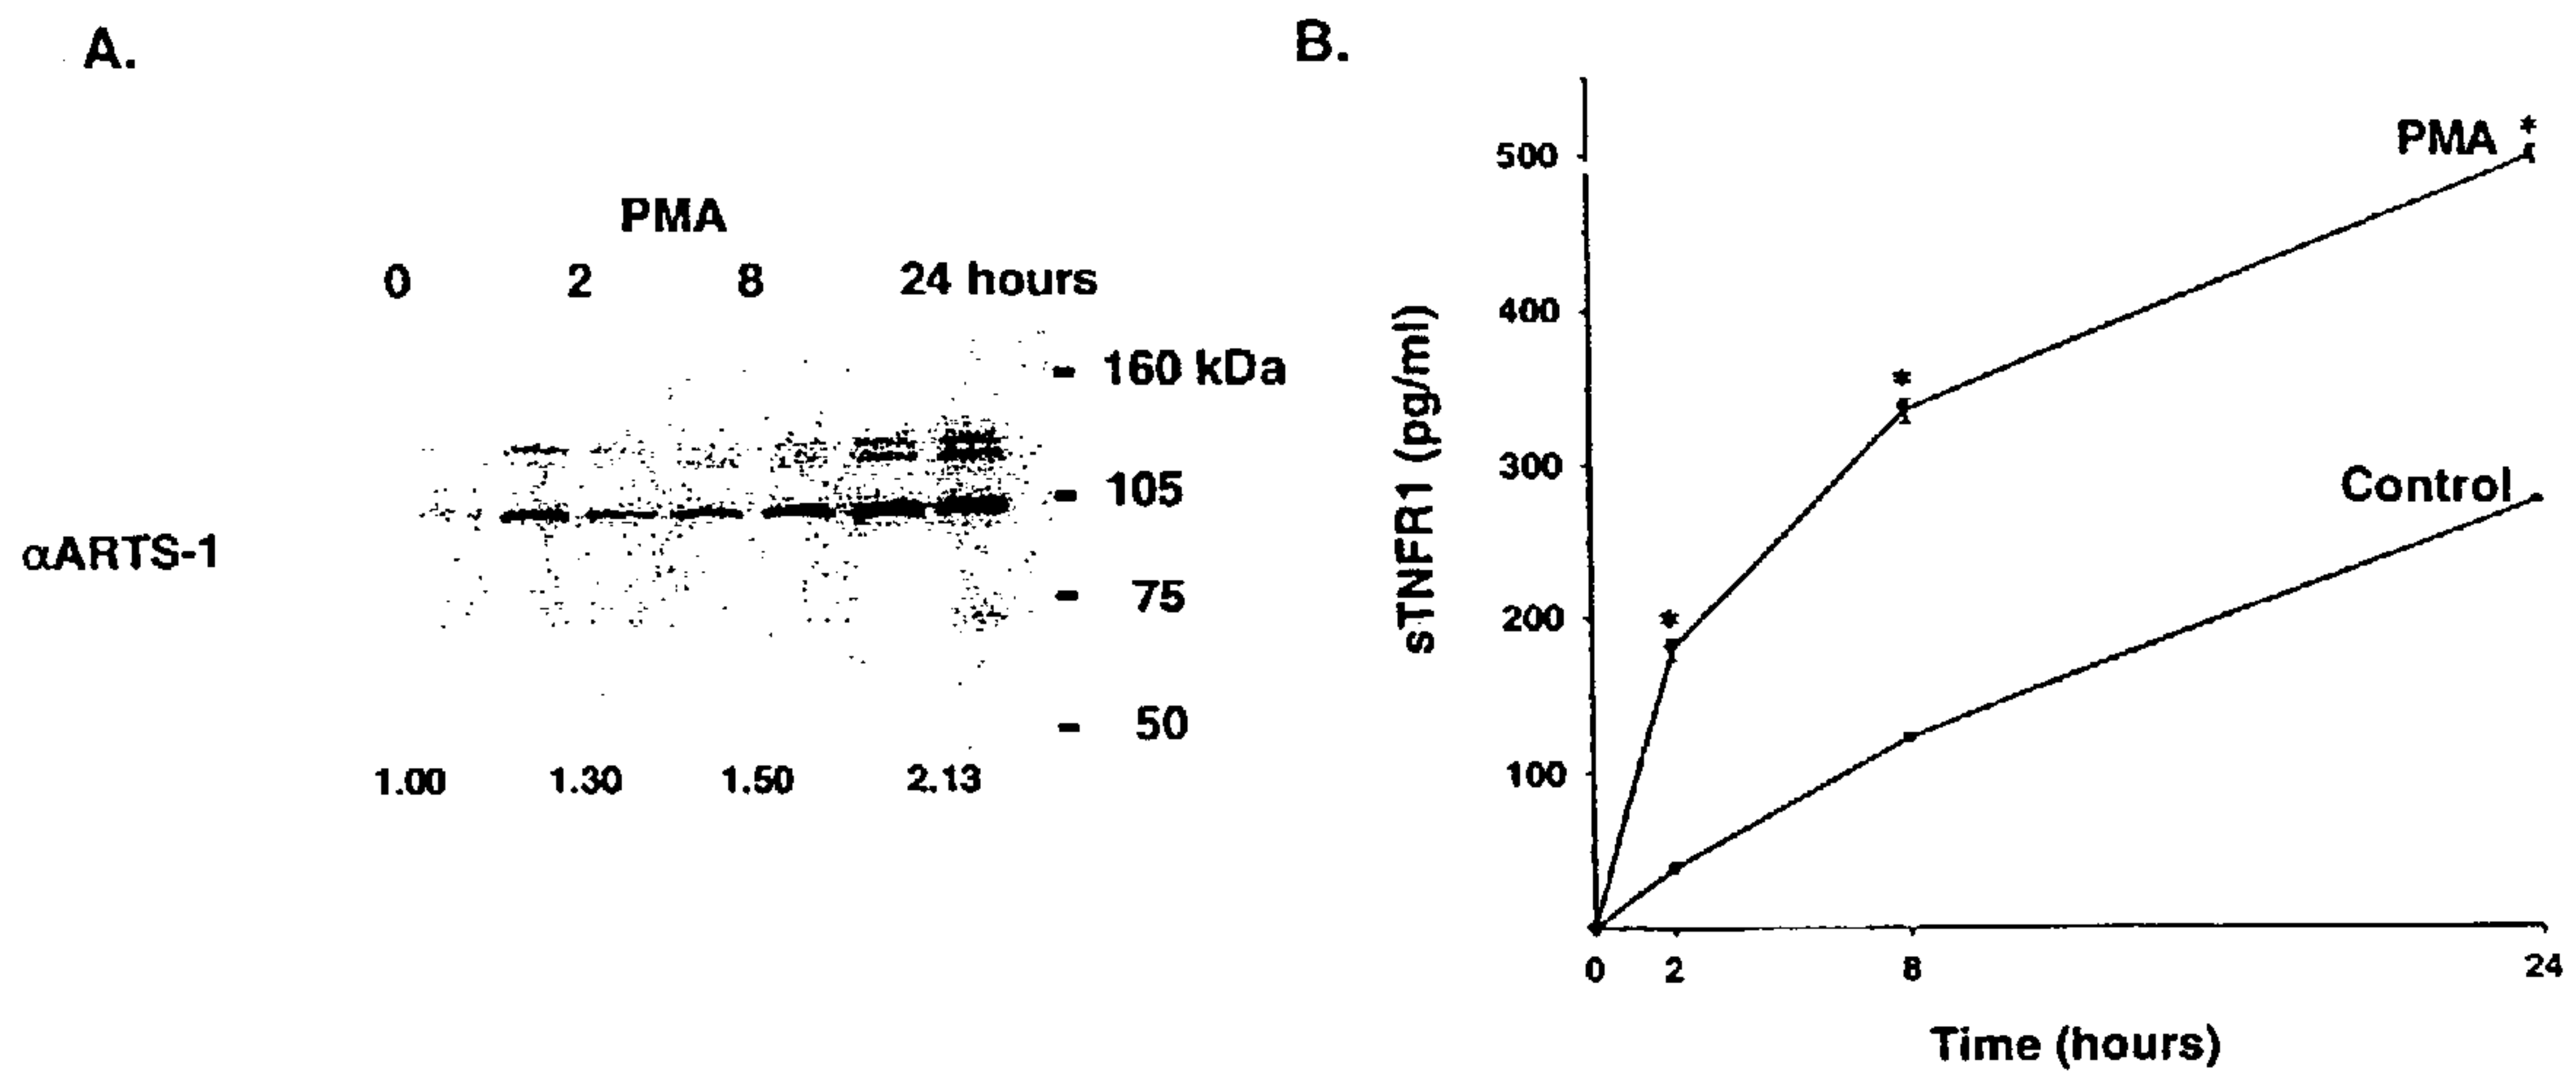 A.
PMA
0 2 8 24 hours
- 160 kDa
- 105
αARTS-1
- 75
- 50
1.00 1.30 1.50 2.13
B.
500
400
300
200
100
sTNFR1 (pg/ml)
PMA *
*
*
Control
0 2 8 24
Time (hours)